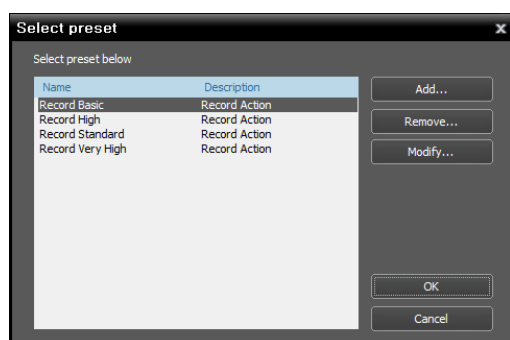 Select preset
x
Select preset below
Name Description
Record Basic Record Action
Record High Record Action
Record Standard Record Action
Record Very High Record Action
Add...
Remove...
Modify...
OK
Cancel